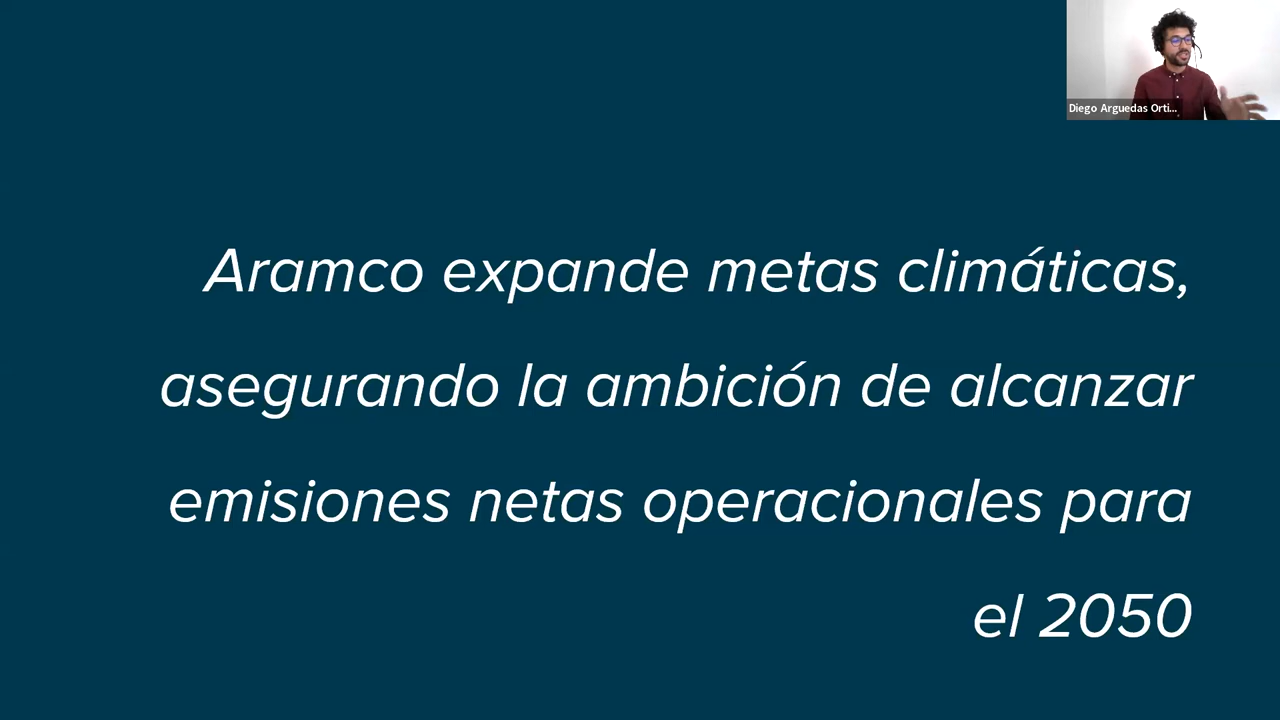 Diego Arguedas Orti...
Aramco expande metas climáticas,
asegurando la ambición de alcanzar
emisiones netas operacionales para
el 2050